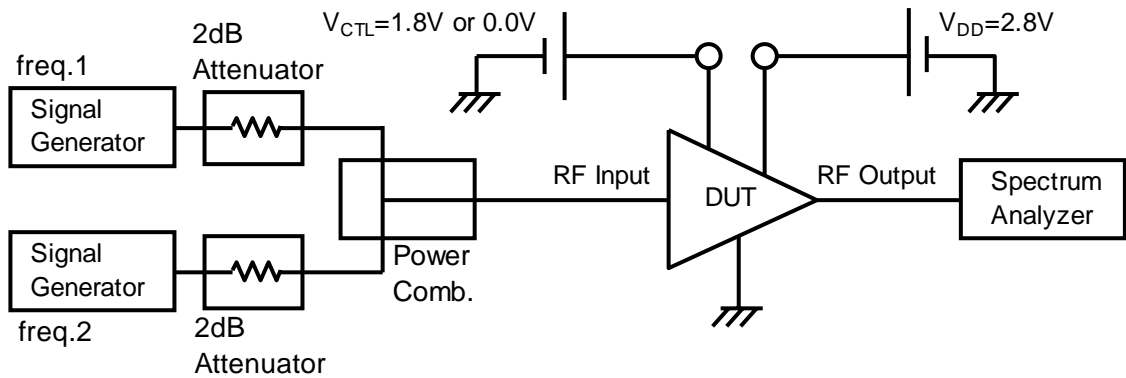 V_CTL=1.8V or 0.0V
V_DD=2.8V
2dB
Attenuator
freq.1
Signal
Generator
RF Input
DUT
RF Output
Spectrum
Analyzer
Power
Comb.
Signal
Generator
freq.2
2dB
Attenuator